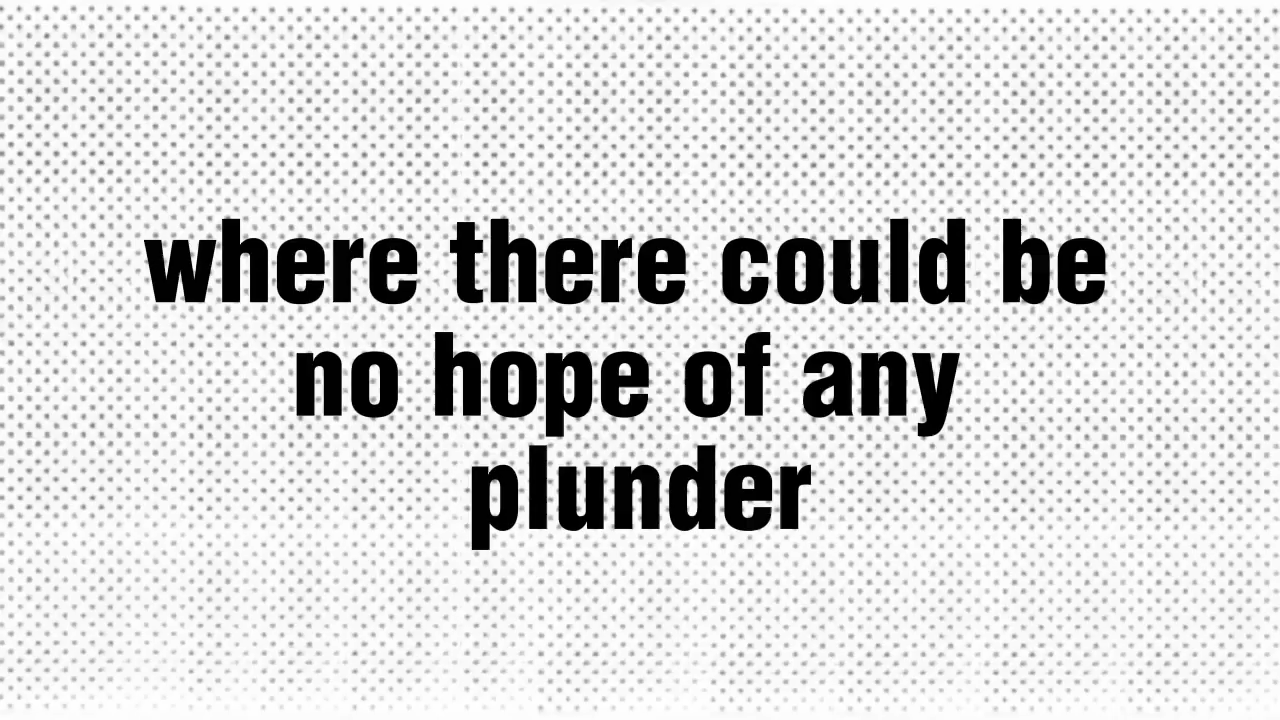 where there could be
no hope of any
plunder